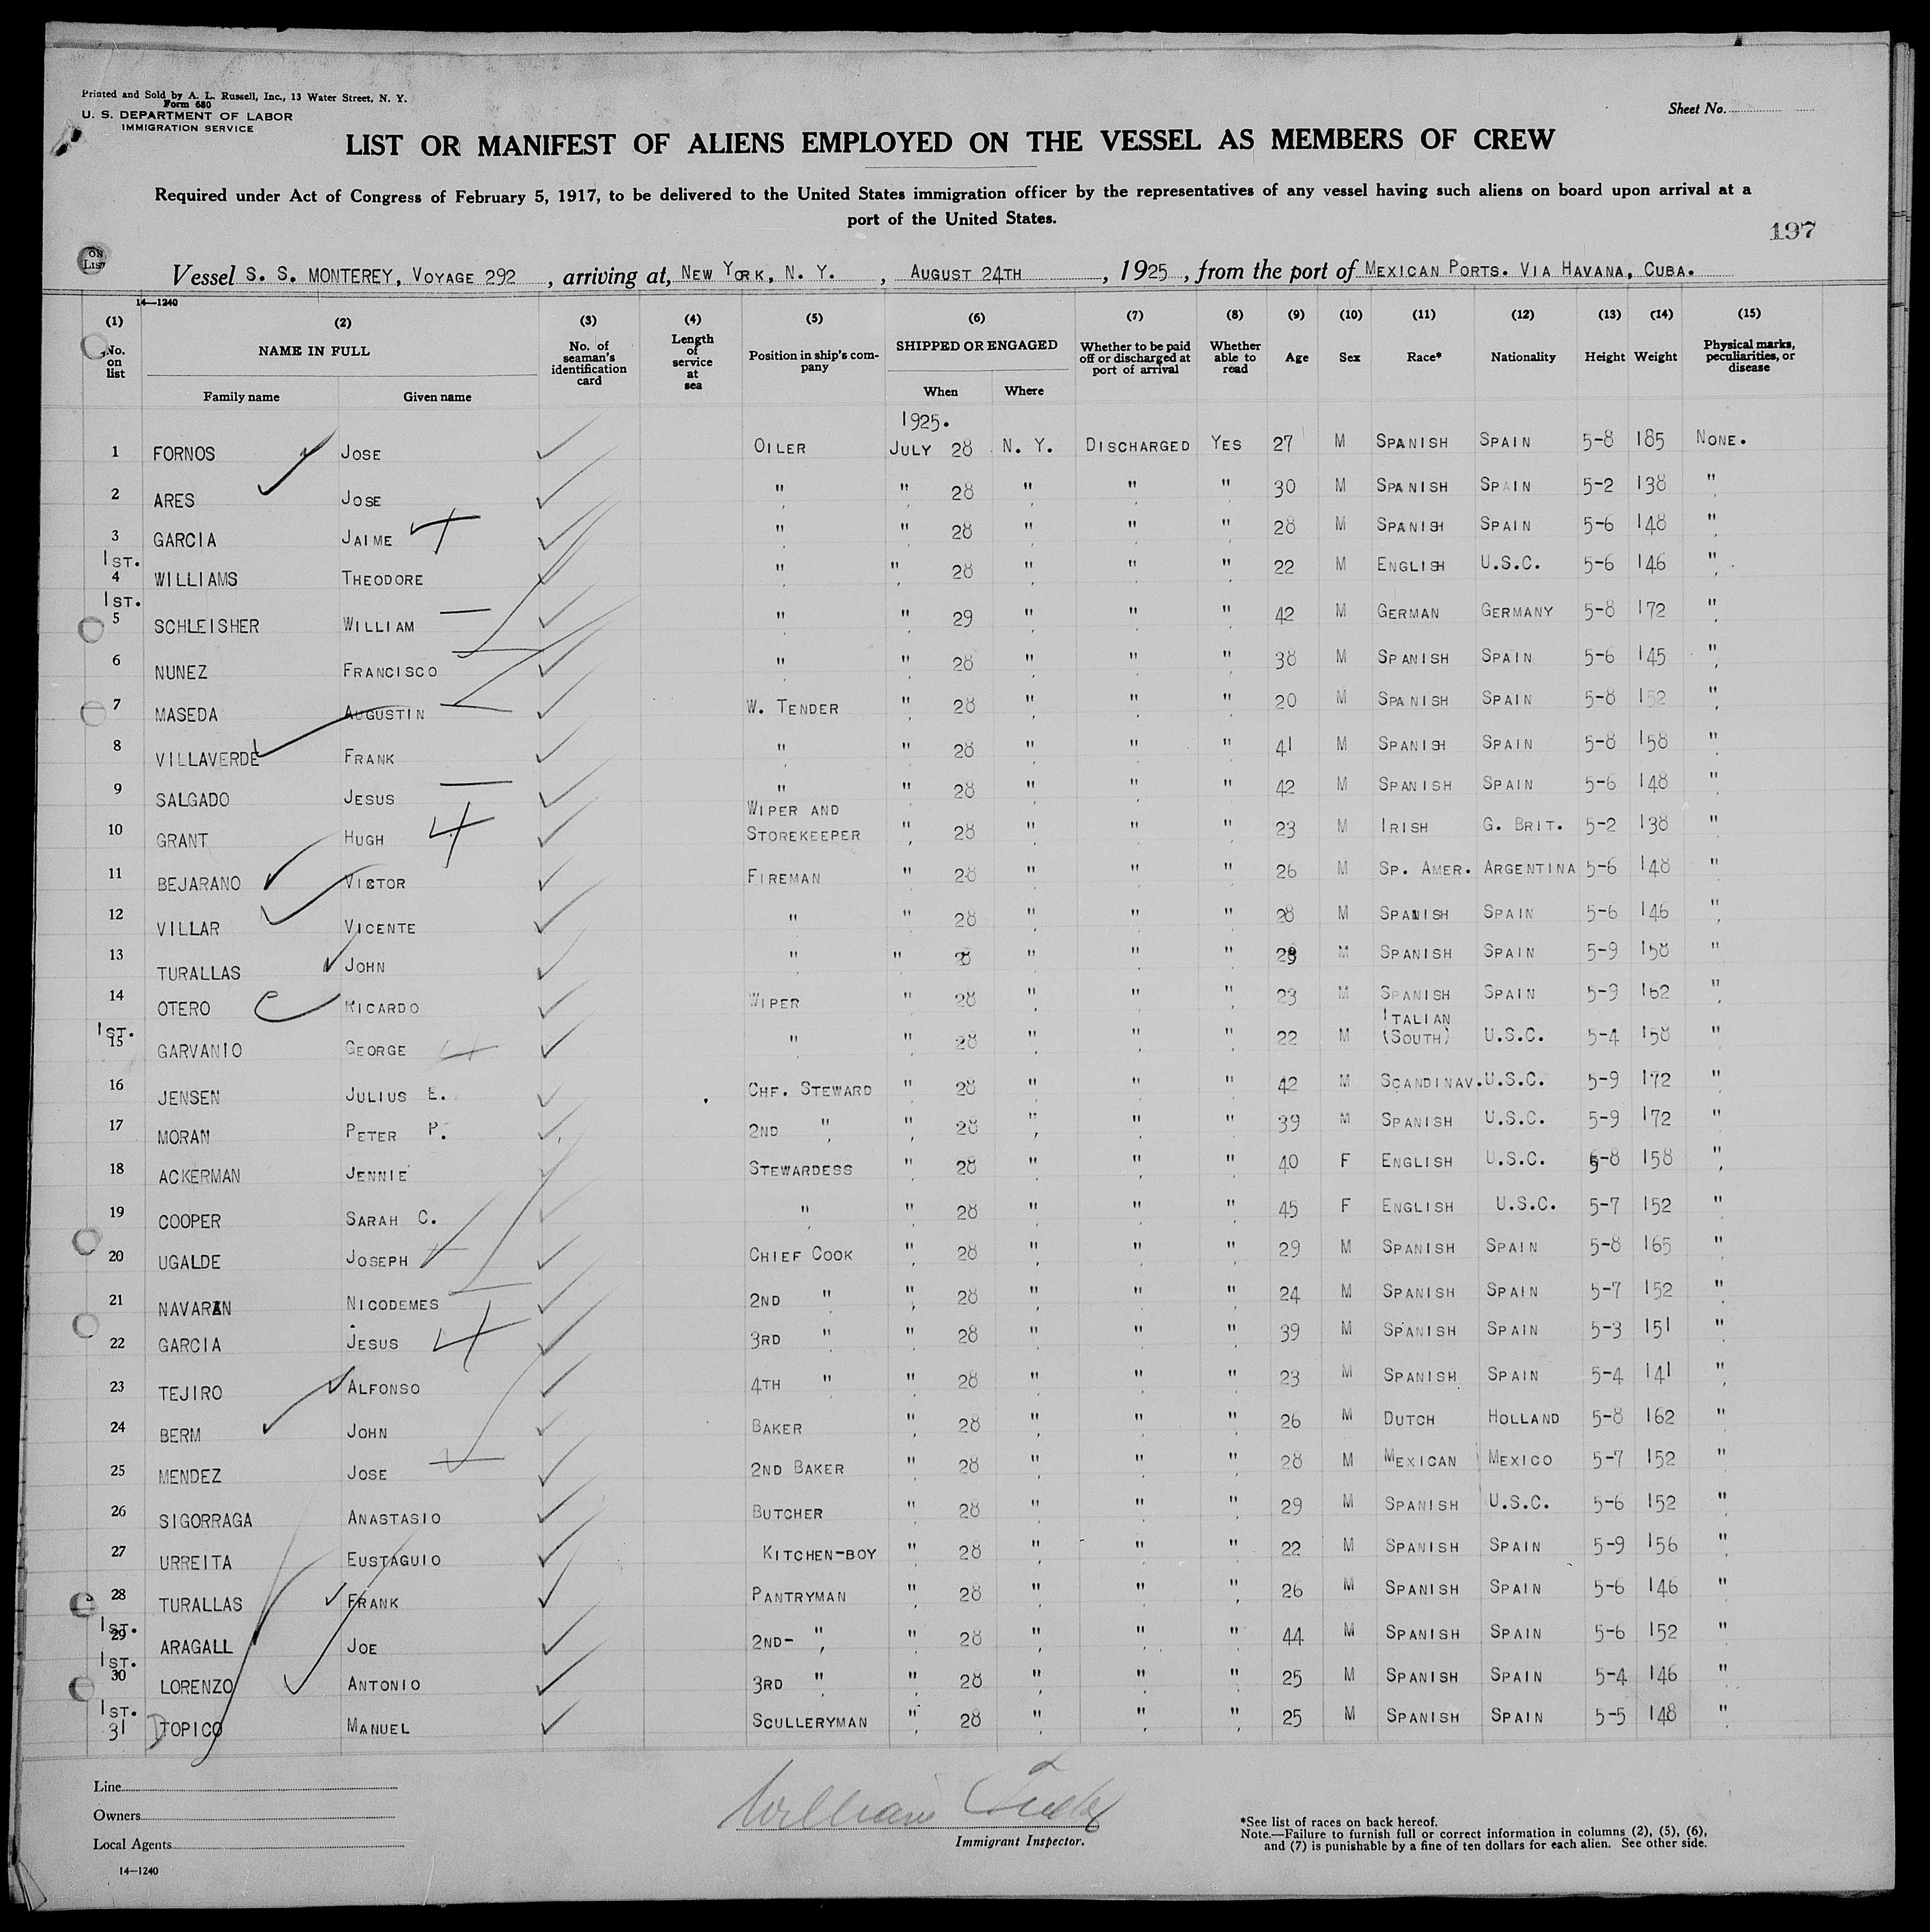 Printed and Sold by A. L. Russell, Inc., 13 Water Street, N. Y.
Form 680
U. S. DEPARTMENT OF LABOR
IMMIGRATION SERVICE
Sheet No.
LIST OR MANIFEST OF ALIENS EMPLOYED ON THE VESSEL AS MEMBERS OF CREW
Required under Act of Congress of February 5, 1917, to be delivered to the United States immigration officer by the representatives of any vessel having such aliens on board upon arrival at a
port of the United States.
197
ON LIST
Vessel S. S. MONTEREY, VOYAGE 292, arriving at, NEW YORK, N. Y., AUGUST 24TH, 1925, from the port of MEXICAN PORTS. VIA HAVANA, CUBA.
14—1240
(1) (2) (3) (4) (5) (6) (7) (8) (9) (10) (11) (12) (13) (14) (15)
No. on list NAME IN FULL Family name Given name No. of seaman's identification card Length of service at sea Position in ship's company SHIPPED OR ENGAGED When Where Whether to be paid off or discharged at port of arrival Whether able to read Age Sex Race* Nationality Height Weight Physical marks, peculiarities, or disease
1925.
1 FORNOS JOSE OILER JULY 28 N. Y. DISCHARGED YES 27 M SPANISH SPAIN 5-8 185 NONE.
2 ARES JOSE " " 28 " " " 30 M SPANISH SPAIN 5-2 138 "
3 GARCIA JAIME " " 28 " " " 28 M SPANISH SPAIN 5-6 148 "
1ST.
4 WILLIAMS THEODORE " " 28 " " " 22 M ENGLISH U.S.C. 5-6 146 "
1ST.
5 SCHLEISHER WILLIAM " " 29 " " " 42 M GERMAN GERMANY 5-8 172 "
6 NUNEZ FRANCISCO " " 28 " " " 38 M SPANISH SPAIN 5-6 145 "
7 MASEDA AUGUSTIN W. TENDER " 28 " " " 20 M SPANISH SPAIN 5-8 152 "
8 VILLAVERDE FRANK " " 28 " " " 41 M SPANISH SPAIN 5-8 158 "
9 SALGADO JESUS " " 28 " " " 42 M SPANISH SPAIN 5-6 148 "
10 GRANT HUGH WIPER AND STOREKEEPER " 28 " " " 23 M IRISH G. BRIT. 5-2 138 "
11 BEJARANO VICTOR FIREMAN " 28 " " " 26 M SP. AMER. ARGENTINA 5-6 148 "
12 VILLAR VICENTE " " 28 " " " 28 M SPANISH SPAIN 5-6 146 "
13 TURALLAS JOHN " " 28 " " " 29 M SPANISH SPAIN 5-9 158 "
14 OTERO RICARDO WIPER " 28 " " " 23 M SPANISH SPAIN 5-9 162 "
1ST.
15 GARVANIO GEORGE " " 28 " " " 22 M ITALIAN (SOUTH) U.S.C. 5-4 158 "
16 JENSEN JULIUS E. CHF. STEWARD " 28 " " " 42 M SCANDINAV. U.S.C. 5-9 172 "
17 MORAN PETER P. 2ND " " 28 " " " 39 M SPANISH U.S.C. 5-9 172 "
18 ACKERMAN JENNIE STEWARDESS " 28 " " " 40 F ENGLISH U.S.C. 5-8 158 "
19 COOPER SARAH C. " " 28 " " " 45 F ENGLISH U.S.C. 5-7 152 "
20 UGALDE JOSEPH CHIEF COOK " 28 " " " 29 M SPANISH SPAIN 5-8 165 "
21 NAVARAN NICODEMES 2ND " " 28 " " " 24 M SPANISH SPAIN 5-7 152 "
22 GARCIA JESUS 3RD " " 28 " " " 39 M SPANISH SPAIN 5-3 151 "
23 TEJIRO ALFONSO 4TH " " 28 " " " 23 M SPANISH SPAIN 5-4 141 "
24 BERM JOHN BAKER " 28 " " " 26 M DUTCH HOLLAND 5-8 162 "
25 MENDEZ JOSE 2ND BAKER " 28 " " " 28 M MEXICAN MEXICO 5-7 152 "
26 SIGORRAGA ANASTASIO BUTCHER " 28 " " " 29 M SPANISH U.S.C. 5-6 152 "
27 URREITA EUSTAGUIO KITCHEN-BOY " 28 " " " 22 M SPANISH SPAIN 5-9 156 "
28 TURALLAS FRANK PANTRYMAN " 28 " " " 26 M SPANISH SPAIN 5-6 146 "
1ST.
29 ARAGALL JOE 2ND- " " 28 " " " 44 M SPANISH SPAIN 5-6 152 "
1ST.
30 LORENZO ANTONIO 3RD " " 28 " " " 25 M SPANISH SPAIN 5-4 146 "
1ST.
31 TOPICO MANUEL SCULLERYMAN " 28 " " " 25 M SPANISH SPAIN 5-5 148 "
Line
Owners
Local Agents
14—1240
William
Immigrant Inspector.
*See list of races on back hereof.
Note.—Failure to furnish full or correct information in columns (2), (5), (6),
and (7) is punishable by a fine of ten dollars for each alien. See other side.